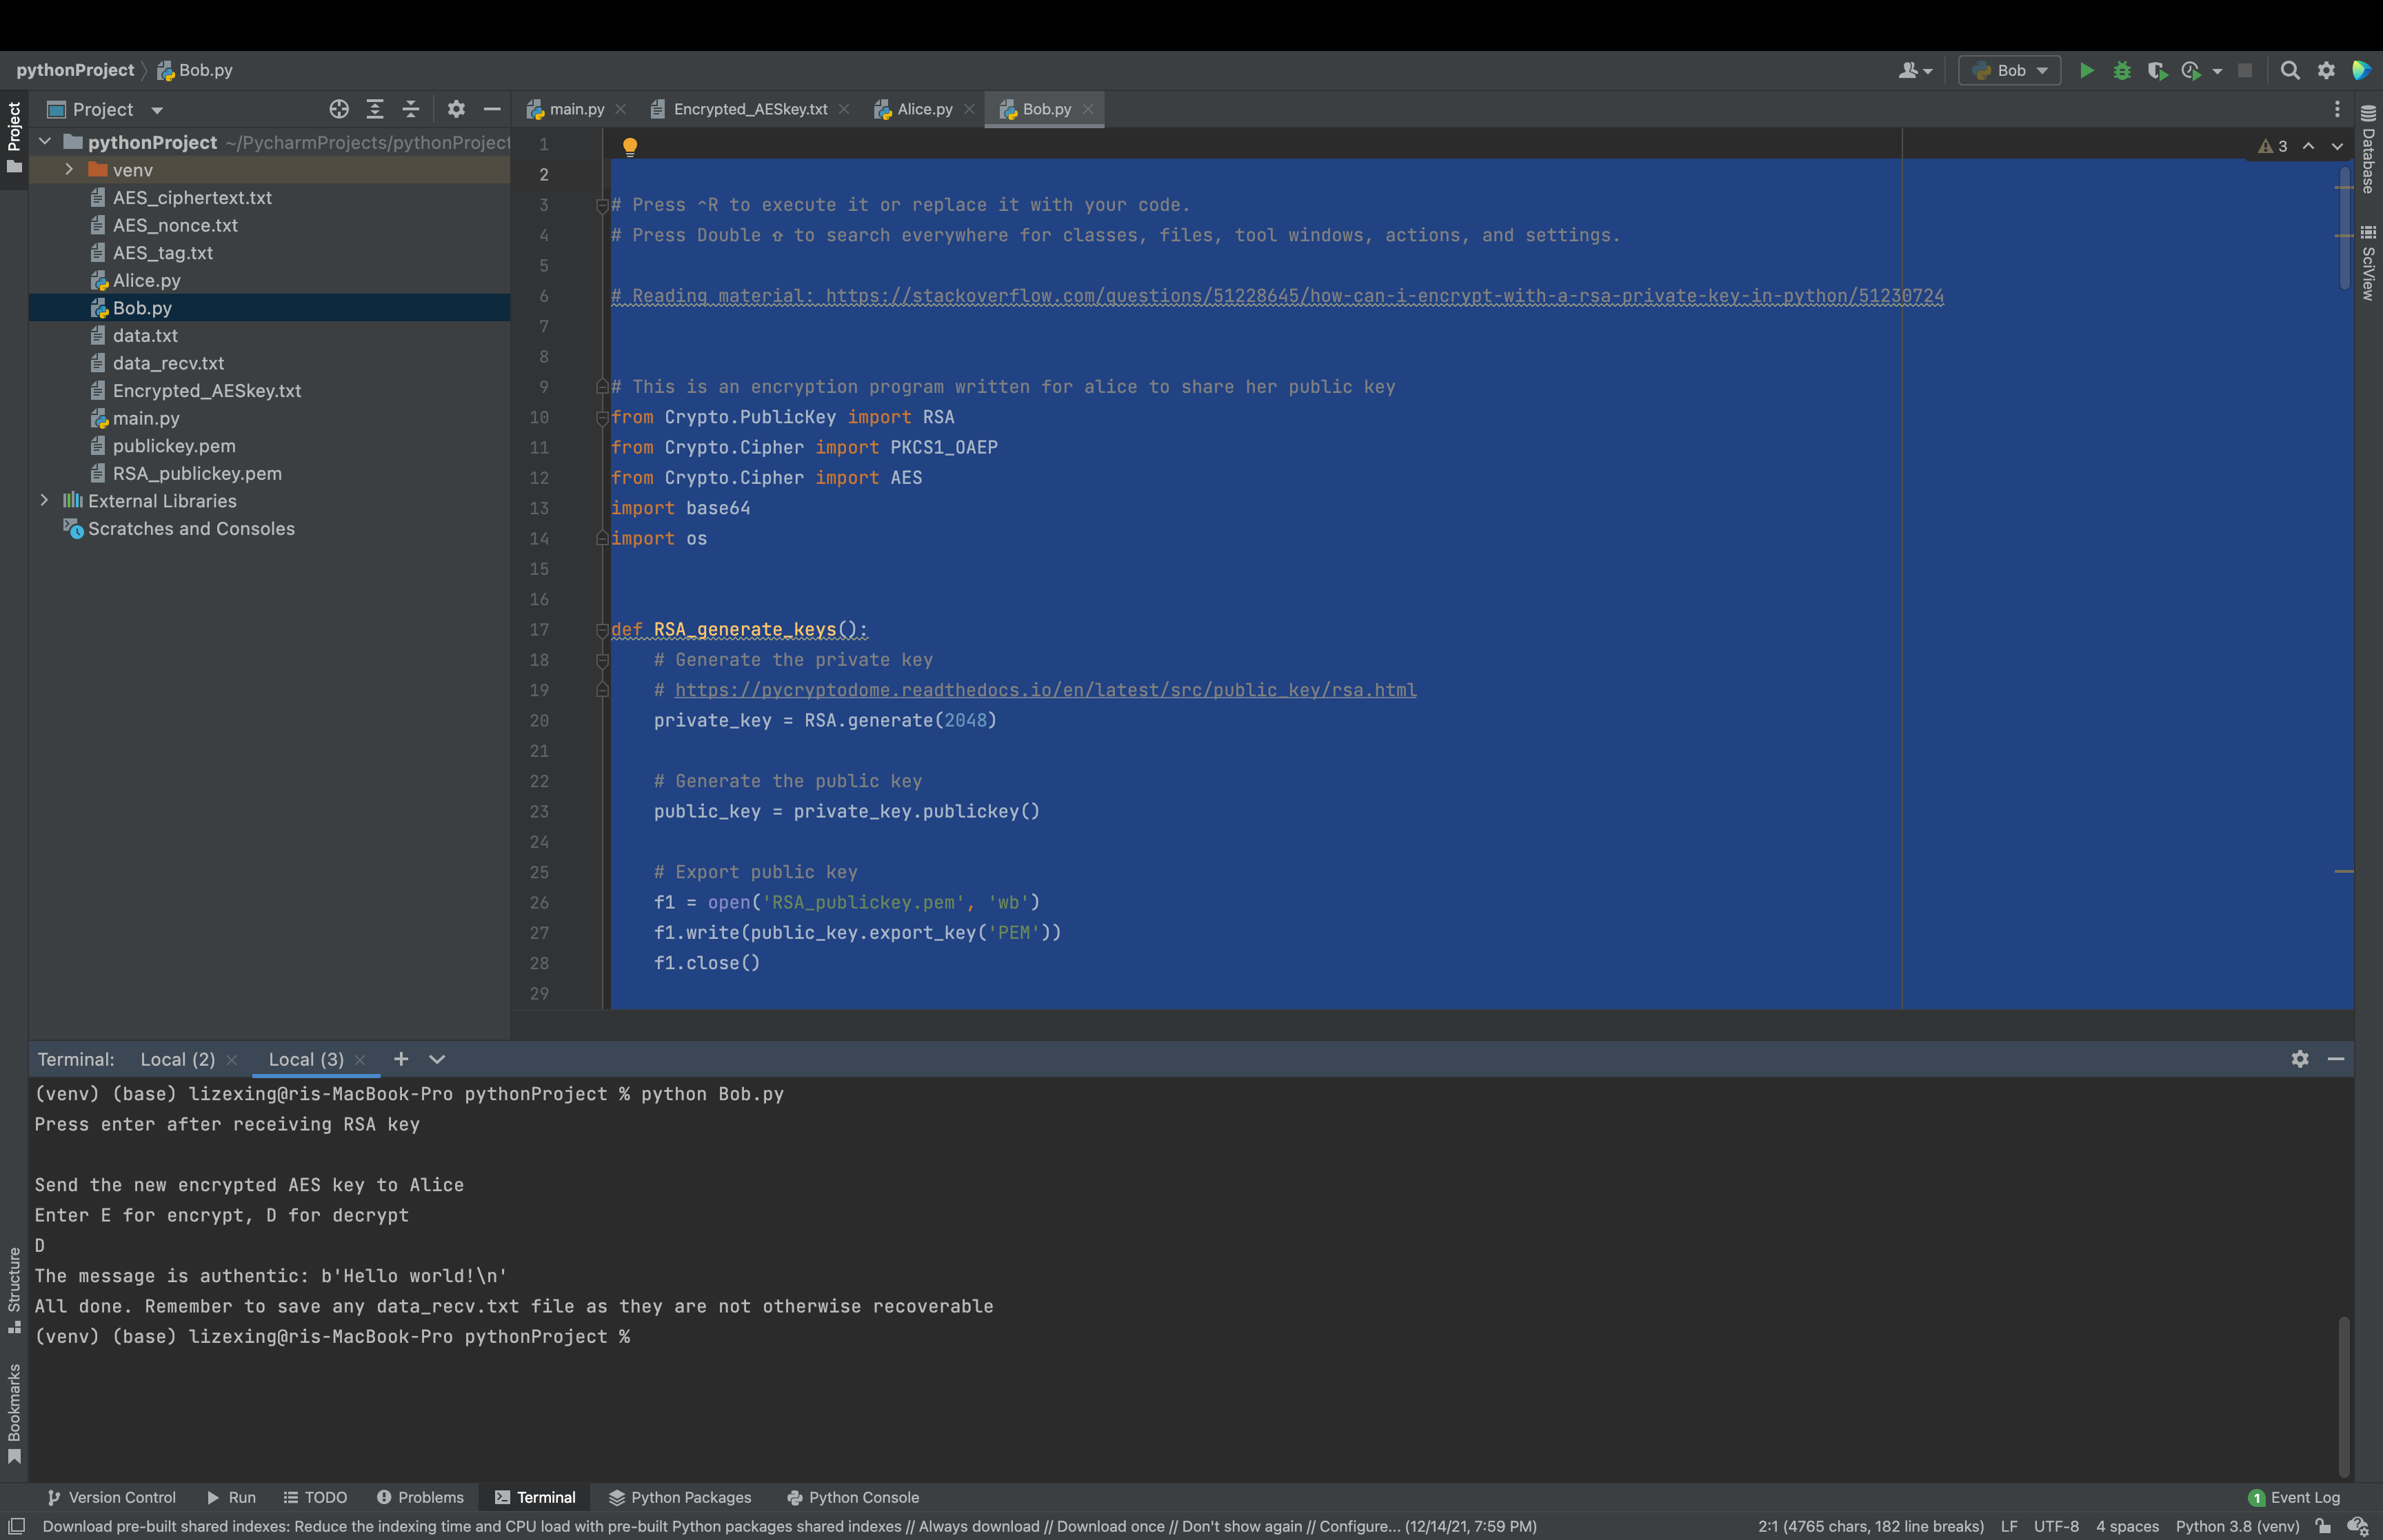 pythonProject Bob.py
Bob
Project
main.py Encrypted_AESkey.txt Alice.py Bob.py
Project
pythonProject ~/PycharmProjects/pythonProject
venv
AES_ciphertext.txt
AES_nonce.txt
AES_tag.txt
Alice.py
Bob.py
data.txt
data_recv.txt
Encrypted_AESkey.txt
main.py
publickey.pem
RSA_publickey.pem
External Libraries
Scratches and Consoles
3
Database
SciView
1
2
3 # Press ^R to execute it or replace it with your code.
4 # Press Double ⇧ to search everywhere for classes, files, tool windows, actions, and settings.
5
6 # Reading material: https://stackoverflow.com/questions/51228645/how-can-i-encrypt-with-a-rsa-private-key-in-python/51230724
7
8
9 # This is an encryption program written for alice to share her public key
10 from Crypto.PublicKey import RSA
11 from Crypto.Cipher import PKCS1_OAEP
12 from Crypto.Cipher import AES
13 import base64
14 import os
15
16
17 def RSA_generate_keys():
18 # Generate the private key
19 # https://pycryptodome.readthedocs.io/en/latest/src/public_key/rsa.html
20 private_key = RSA.generate(2048)
21
22 # Generate the public key
23 public_key = private_key.publickey()
24
25 # Export public key
26 f1 = open('RSA_publickey.pem', 'wb')
27 f1.write(public_key.export_key('PEM'))
28 f1.close()
29
Terminal: Local (2) Local (3)
(venv) (base) lizexing@ris-MacBook-Pro pythonProject % python Bob.py
Press enter after receiving RSA key
Send the new encrypted AES key to Alice
Enter E for encrypt, D for decrypt
D
The message is authentic: b'Hello world!\n'
All done. Remember to save any data_recv.txt file as they are not otherwise recoverable
(venv) (base) lizexing@ris-MacBook-Pro pythonProject %
Structure
Bookmarks
Version Control Run TODO Problems Terminal Python Packages Python Console 1 Event Log
Download pre-built shared indexes: Reduce the indexing time and CPU load with pre-built Python packages shared indexes // Always download // Download once // Don't show again // Configure... (12/14/21, 7:59 PM) 2:1 (4765 chars, 182 line breaks) LF UTF-8 4 spaces Python 3.8 (venv)